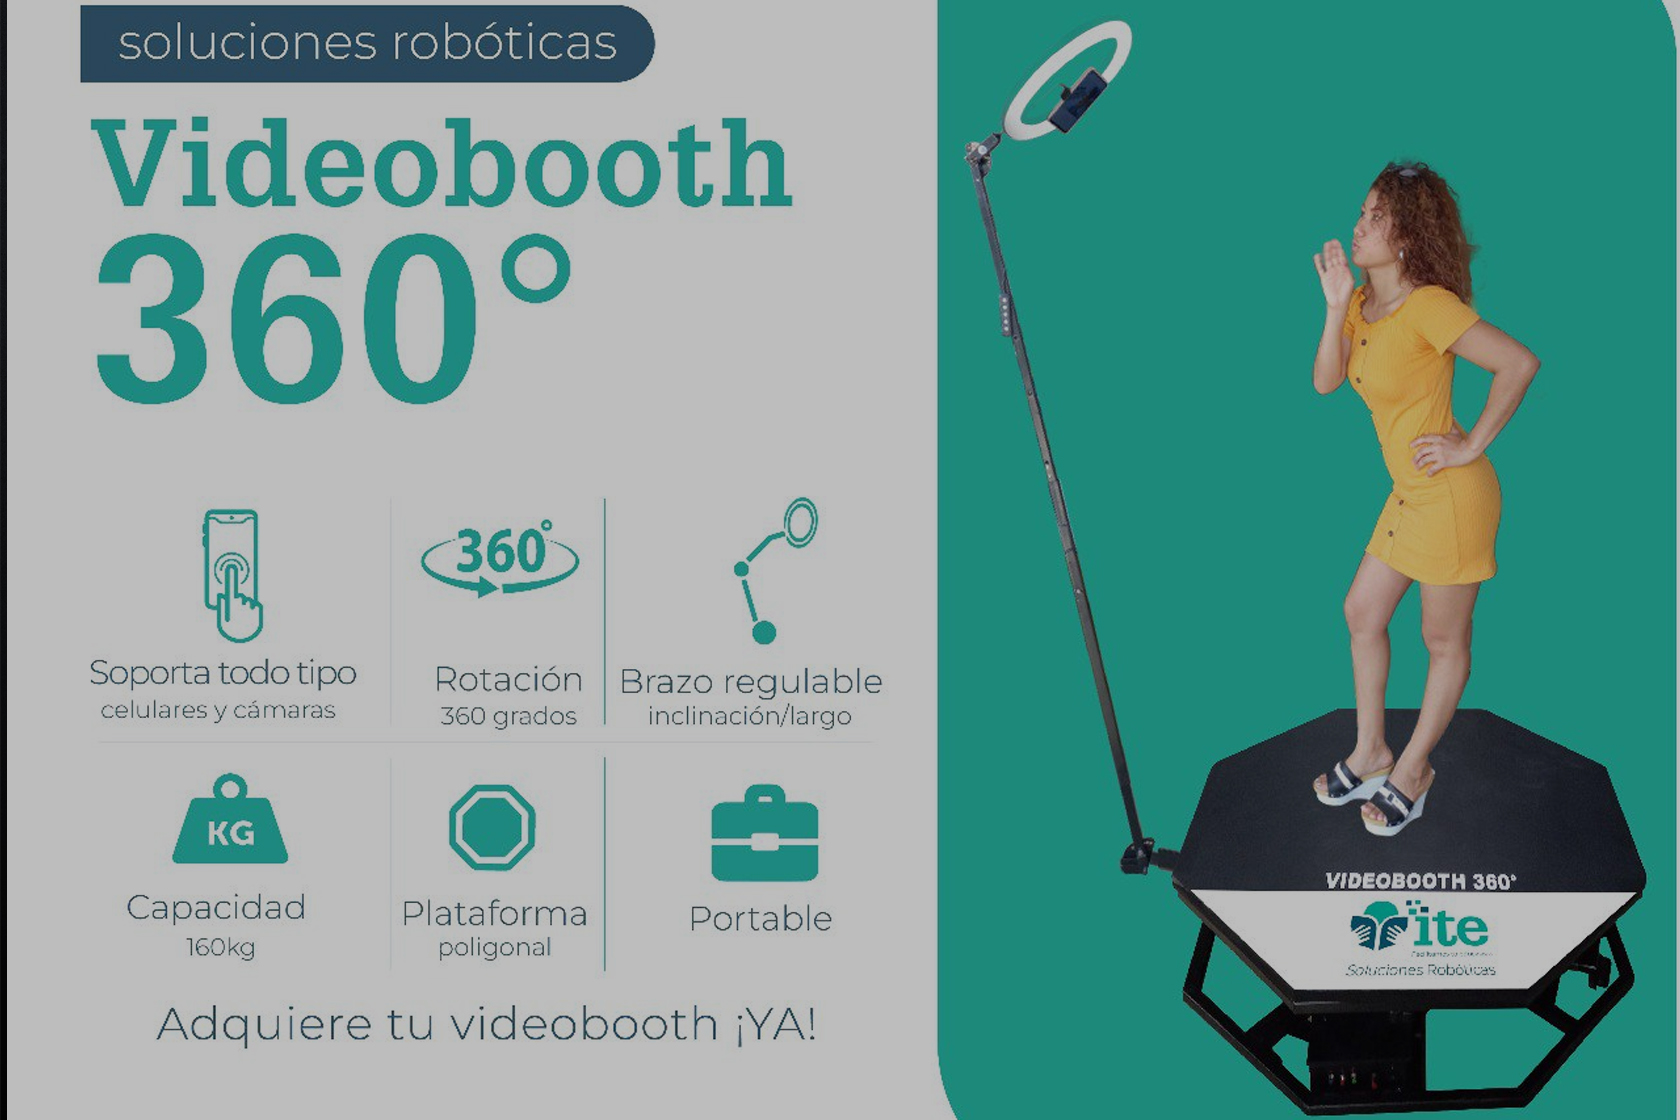 soluciones robóticas
Videobooth
360°
Soporta todo tipo
celulares y cámaras
360°
Rotación
360 grados
Brazo regulable
inclinación/largo
KG
Capacidad
160kg
Plataforma
poligonal
Portable
Adquiere tu videobooth ¡YA!
VIDEOBOOTH 360°
ite
Soluciones Robóticas